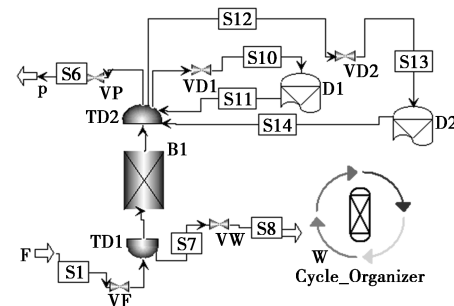 S12
S6
S10
S13
P
VP
VD1
VD2
S11
D1
TD2
S14
D2
B1
TD1
S7
VW
S8
F
S1
W
VF
Cycle_Organizer